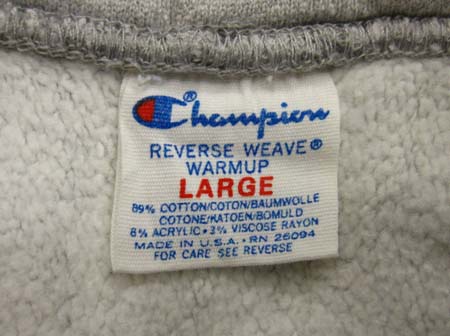 Champion®
REVERSE WEAVE®
WARMUP
LARGE
89% COTTON/COTON/BAUMWOLLE
COTONE/KATOEN/BOMULD
8% ACRYLIC • 3% VISCOSE RAYON
MADE IN U.S.A. • RN 26094
FOR CARE SEE REVERSE